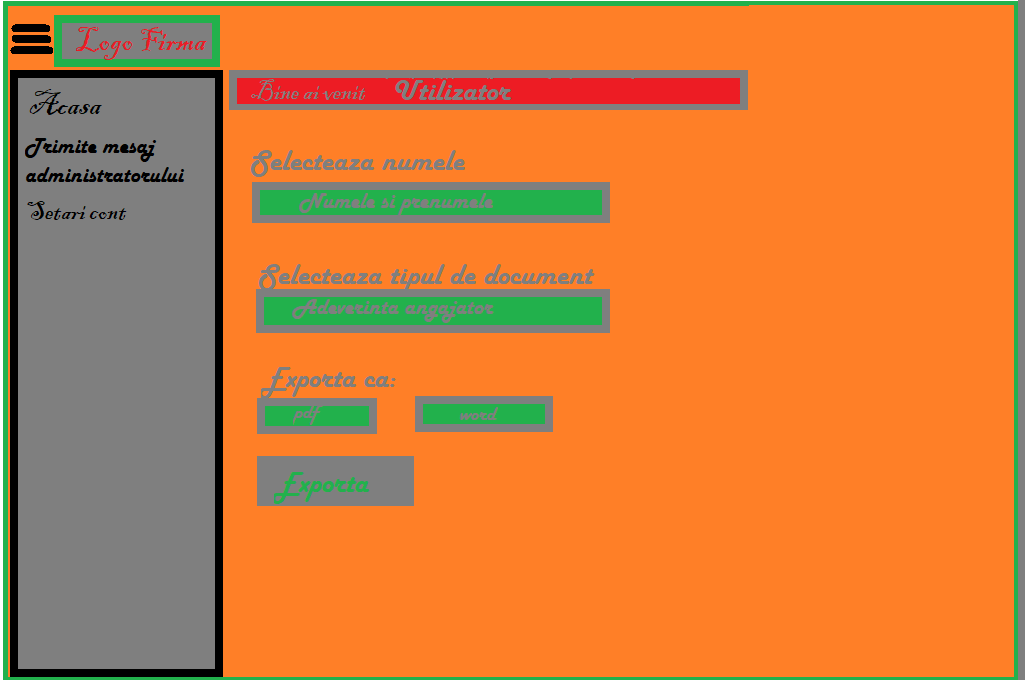 Logo Firma
Acasa
Trimite mesaj
administratorului
Setari cont
Bine ai venit Utilizator
Selecteaza numele
Numele si prenumele
Selecteaza tipul de document
Adeverinta angajator
Exporta ca:
pdf word
Exporta